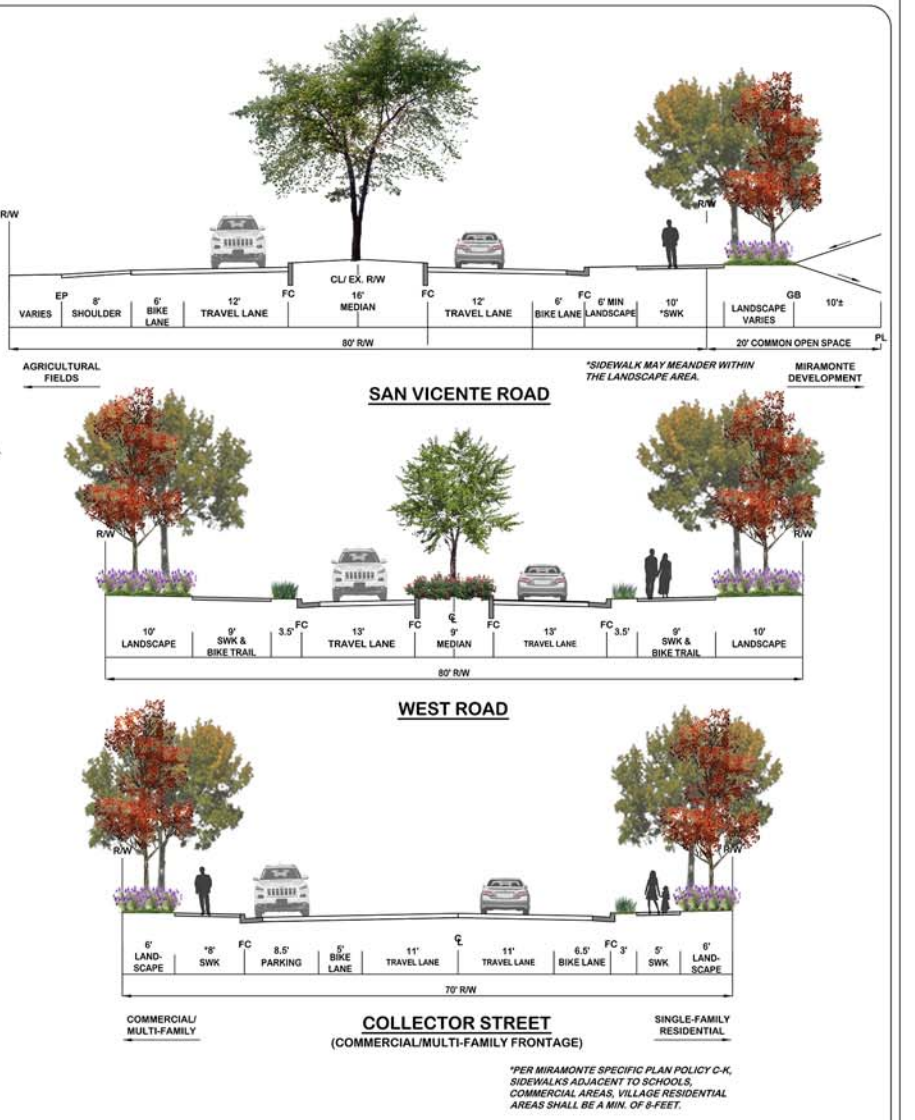 R/W
R/W
CL/ EX. R/W
EP
FC
FC
FC
GB
VARIES
8'
SHOULDER
6'
BIKE
LANE
12'
TRAVEL LANE
16'
MEDIAN
12'
TRAVEL LANE
6'
BIKE LANE
6' MIN
LANDSCAPE
10'
*SWK
LANDSCAPE
VARIES
10'±
80' R/W
20' COMMON OPEN SPACE
PL
AGRICULTURAL
FIELDS
*SIDEWALK MAY MEANDER WITHIN
THE LANDSCAPE AREA.
MIRAMONTE
DEVELOPMENT
SAN VICENTE ROAD
R/W
R/W
FC
FC
℄
FC
FC
10'
LANDSCAPE
9'
SWK &
BIKE TRAIL
3.5'
13'
TRAVEL LANE
9'
MEDIAN
13'
TRAVEL LANE
3.5'
9'
SWK &
BIKE TRAIL
10'
LANDSCAPE
80' R/W
WEST ROAD
R/W
R/W
FC
℄
FC
6'
LAND-
SCAPE
*8'
SWK
8.5'
PARKING
5'
BIKE
LANE
11'
TRAVEL LANE
11'
TRAVEL LANE
6.5'
BIKE LANE
3'
5'
SWK
6'
LAND-
SCAPE
70' R/W
COMMERCIAL/
MULTI-FAMILY
COLLECTOR STREET
(COMMERCIAL/MULTI-FAMILY FRONTAGE)
SINGLE-FAMILY
RESIDENTIAL
*PER MIRAMONTE SPECIFIC PLAN POLICY C-K,
SIDEWALKS ADJACENT TO SCHOOLS,
COMMERCIAL AREAS, VILLAGE RESIDENTIAL
AREAS SHALL BE A MIN. OF 8-FEET.